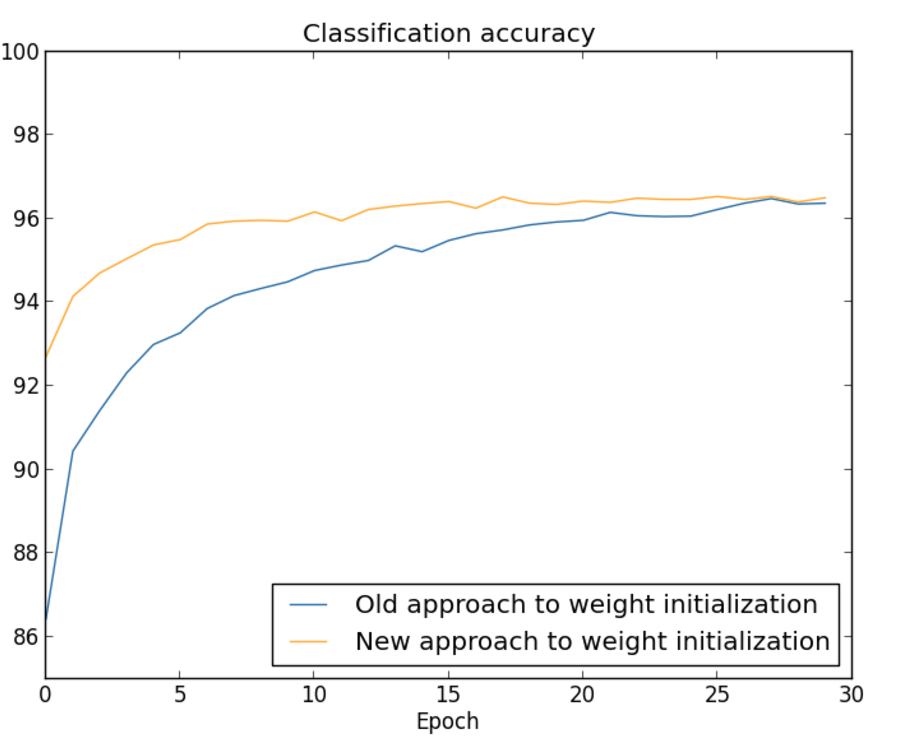 Classification accuracy
100
98
96
94
92
90
88
86
Old approach to weight initialization
New approach to weight initialization
0 5 10 15 20 25 30
Epoch